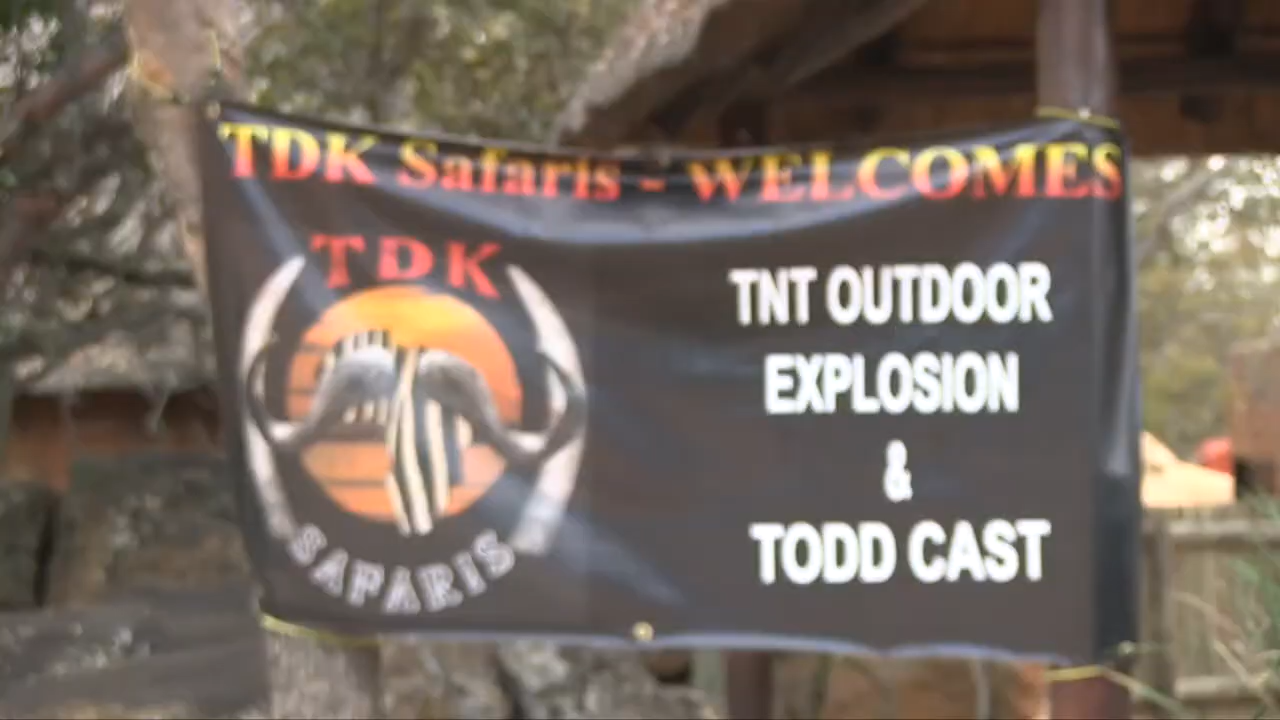 TDK Safaris - WELCOMES
TDK
SAFARIS
TNT OUTDOOR
EXPLOSION
&
TODD CAST